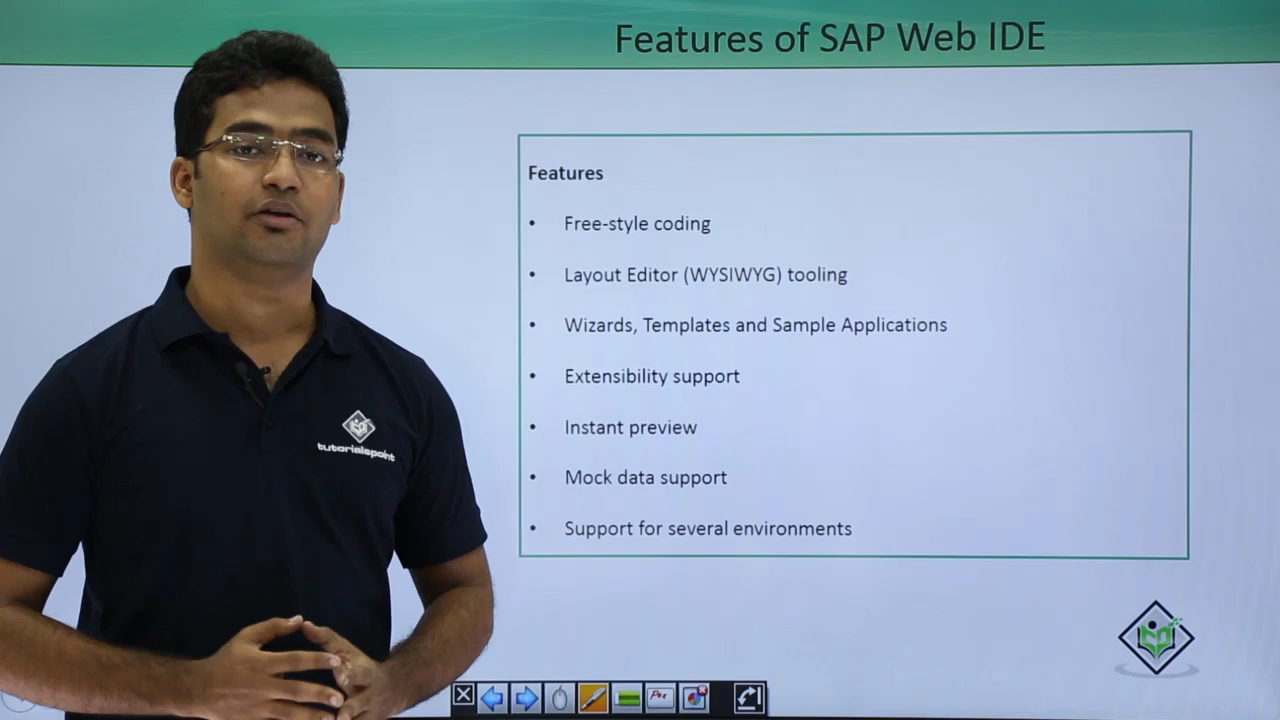 Features of SAP Web IDE
Features
• Free-style coding
• Layout Editor (WYSIWYG) tooling
• Wizards, Templates and Sample Applications
• Extensibility support
• Instant preview
• Mock data support
• Support for several environments
tutorialspoint
Pen